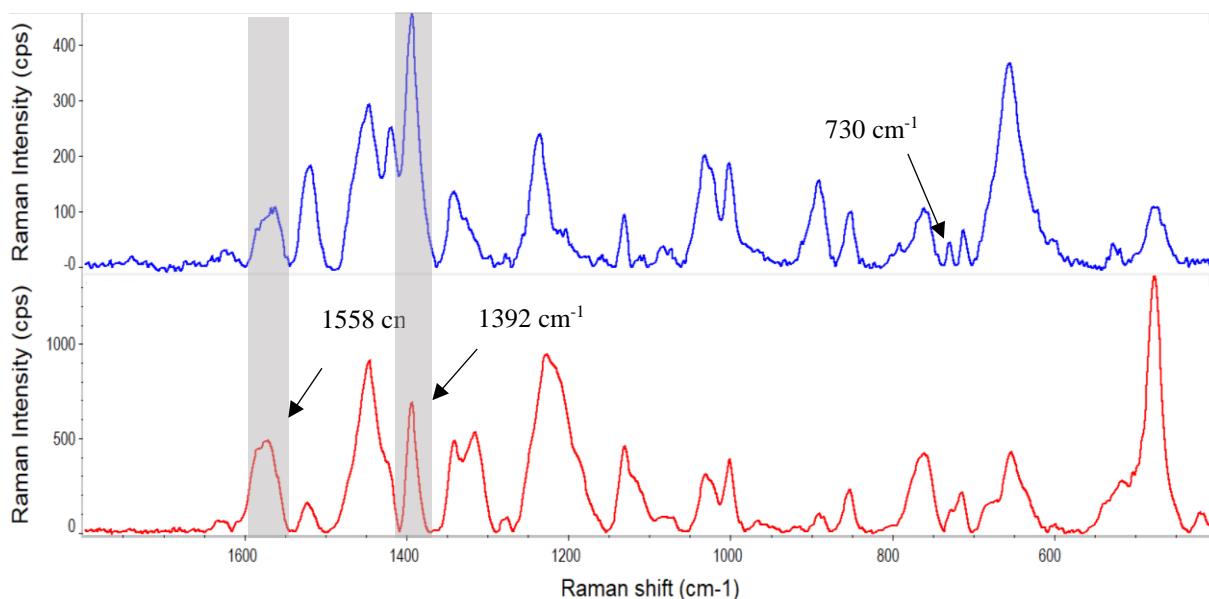 Raman Intensity (cps)
400
300
200
100
-0
730 cm-1
Raman Intensity (cps)
1000
500
0
1558 cm
1392 cm-1
1600
1400
1200
1000
800
600
Raman shift (cm-1)